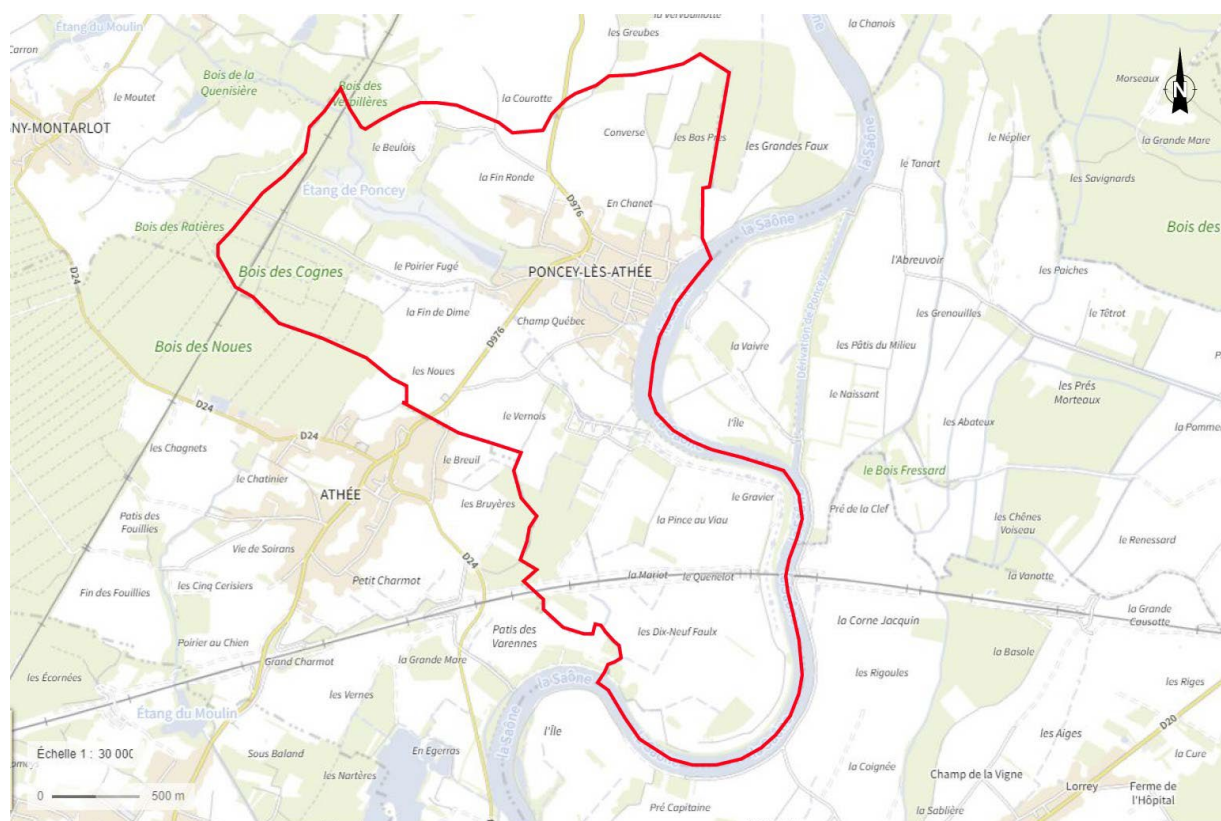 Étang du Moulin
la Vervouillotte
les Greubes
la Chanois
Carron
Bois de la
Quenisière
Bois des
Verpillères
Morseaux
N
le Moutet
la Courotte
NY-MONTARLOT
Converse
les Bas Prés
les Grandes Faux
la Saône
le Néplier
la Grande Mare
le Beulois
le Tanart
la Fin Ronde
les Savignards
Étang de Poncey
En Chanet
D976
la Saône
Bois des Ratières
Bois des
l'Abreuvoir
le Poirier Fugé
PONCEY-LÈS-ATHÉE
les Paiches
D24
Bois des Cognes
la Fin de Dime
les Grenouilles
le Têtrot
Champ Québec
Dérivation de Poncey
D976
Bois des Noues
la Vaivre
les Pâtis du Milieu
les Noues
le Naissant
les Prés
Morteaux
D24
le Vernois
l'Île
les Abateux
la Pomme
D24
les Chagnets
le Breuil
le Bois Fressard
le Chatinier
ATHÉE
les Bruyères
le Gravier
Pré de la Clef
Patis des
Fouillies
la Pince au Viau
les Chênes
Voiseau
le Renessard
Vie de Soirans
D24
Petit Charmot
la Mariot
le Quenelot
la Vanotte
Fin des Fouillies
les Cinq Cerisiers
la Grande
Causotte
Poirier au Chien
Patis des
Varennes
les Dix-Neuf Faulx
la Corne Jacquin
la Basole
Grand Charmot
la Grande Mare
les Écornées
la Saône
les Rigoules
les Riges
les Vernes
Étang du Moulin
l'Île
la Saône
D20
les Aiges
Échelle 1 : 30 000
Sous Baland
En Egerras
la Cure
la Coignée
Champ de la Vigne
les Nartères
Lorrey
Ferme de
l'Hôpital
0 500 m
Pré Capitaine
la Sablière